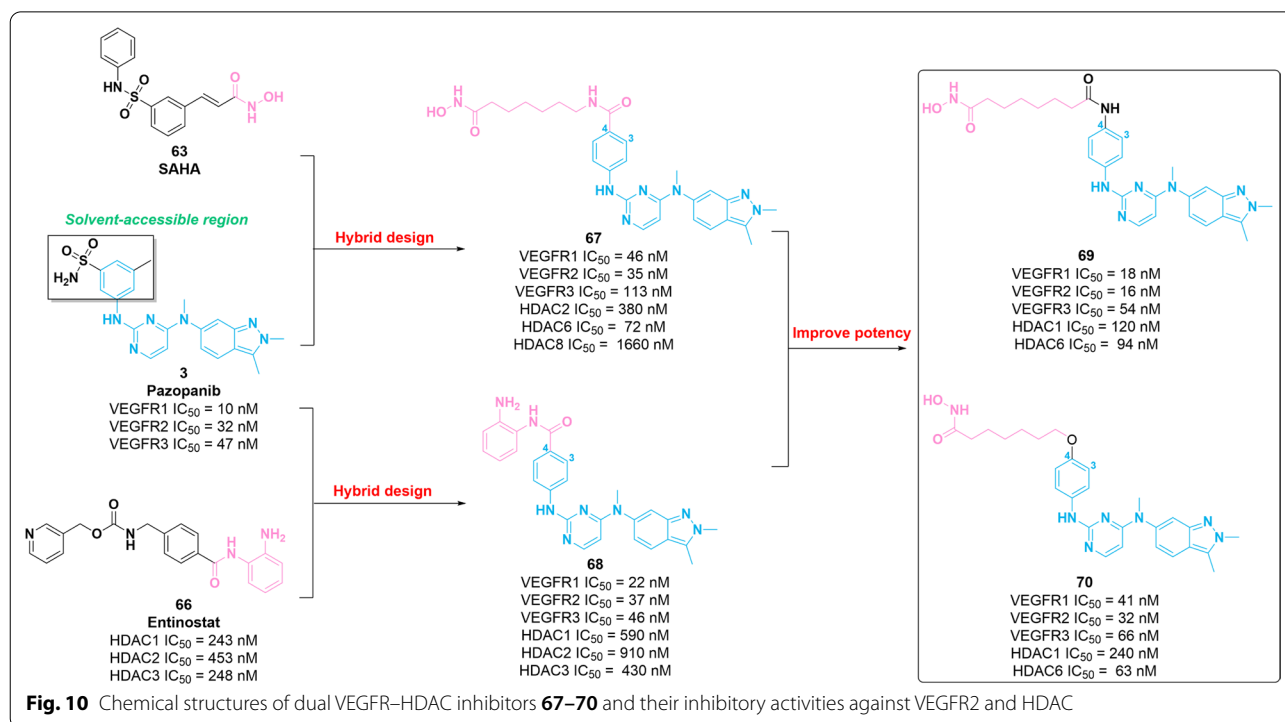 63
SAHA
Solvent-accessible region
3
Pazopanib
VEGFR1 IC50 = 10 nM
VEGFR2 IC50 = 32 nM
VEGFR3 IC50 = 47 nM
66
Entinostat
HDAC1 IC50 = 243 nM
HDAC2 IC50 = 453 nM
HDAC3 IC50 = 248 nM
Hybrid design
Hybrid design
67
VEGFR1 IC50 = 46 nM
VEGFR2 IC50 = 35 nM
VEGFR3 IC50 = 113 nM
HDAC2 IC50 = 380 nM
HDAC6 IC50 = 72 nM
HDAC8 IC50 = 1660 nM
68
VEGFR1 IC50 = 22 nM
VEGFR2 IC50 = 37 nM
VEGFR3 IC50 = 46 nM
HDAC1 IC50 = 590 nM
HDAC2 IC50 = 910 nM
HDAC3 IC50 = 430 nM
Improve potency
69
VEGFR1 IC50 = 18 nM
VEGFR2 IC50 = 16 nM
VEGFR3 IC50 = 54 nM
HDAC1 IC50 = 120 nM
HDAC6 IC50 = 94 nM
70
VEGFR1 IC50 = 41 nM
VEGFR2 IC50 = 32 nM
VEGFR3 IC50 = 66 nM
HDAC1 IC50 = 240 nM
HDAC6 IC50 = 63 nM
Fig. 10 Chemical structures of dual VEGFR–HDAC inhibitors 67–70 and their inhibitory activities against VEGFR2 and HDAC